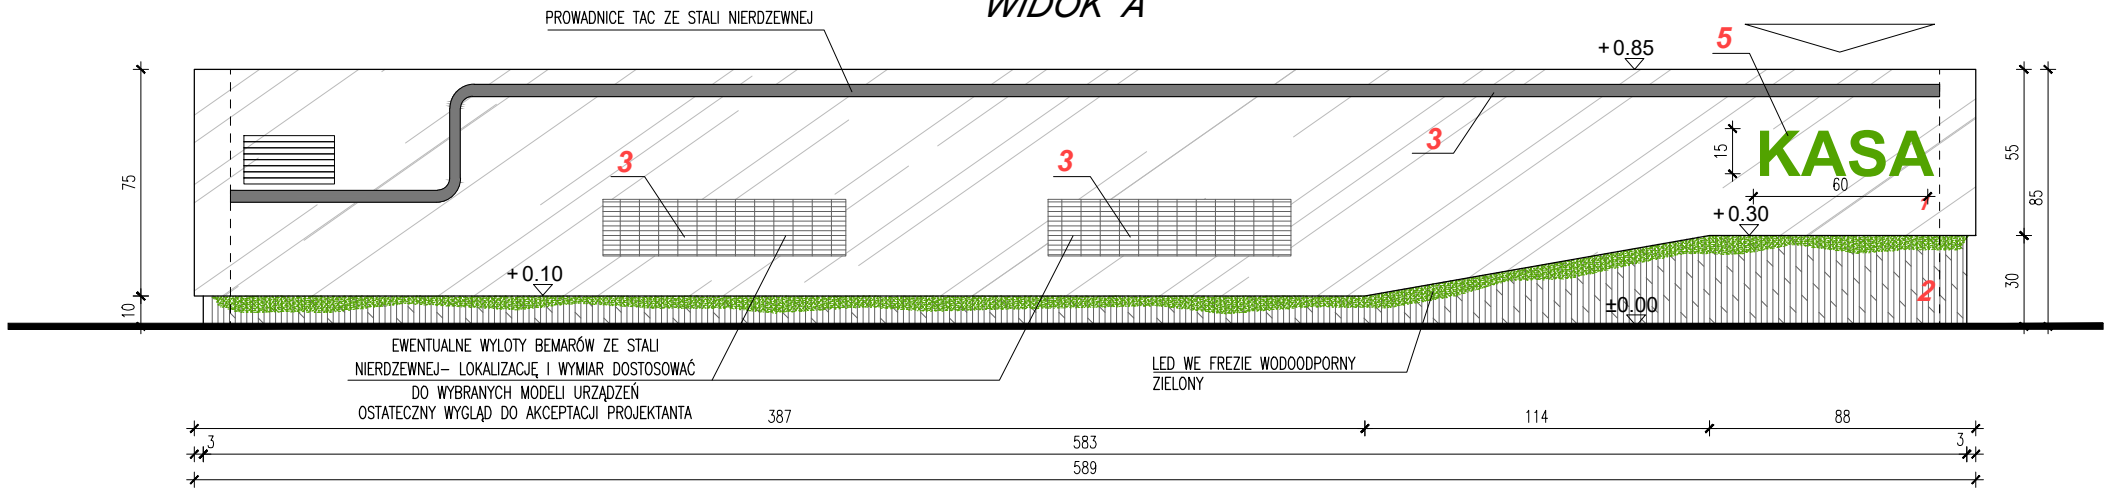 WIDOK A
PROWADNICE TAC ZE STALI NIERDZEWNEJ
+0.85
5
3
3
3
75
10
15
KASA
60
1
+0.30
55
85
30
+0.10
±0.00
2
EWENTUALNE WYLOTY BEMARÓW ZE STALI
NIERDZEWNEJ– LOKALIZACJĘ I WYMIAR DOSTOSOWAĆ
DO WYBRANYCH MODELI URZĄDZEŃ
OSTATECZNY WYGLĄD DO AKCEPTACJI PROJEKTANTA
LED WE FREZIE WODOODPORNY
ZIELONY
387
114
88
3
583
3
589